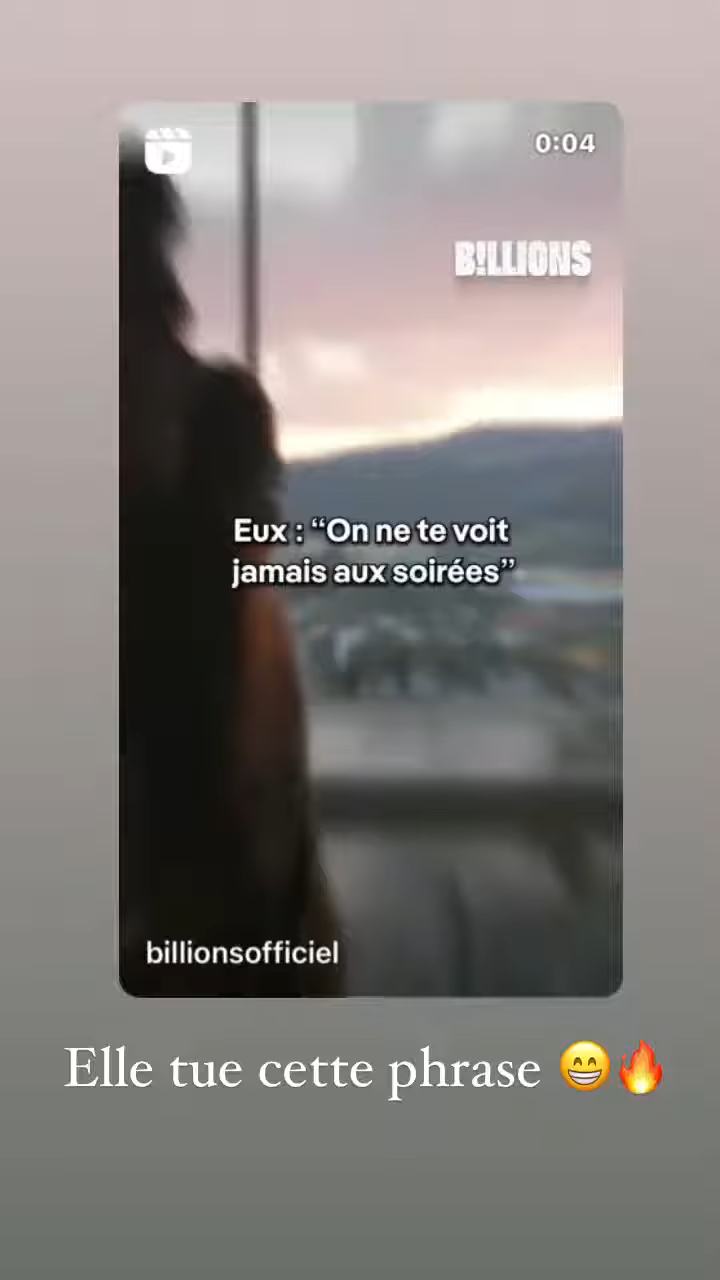 0:04
B!LLIONS
Eux : “On ne te voit
jamais aux soirées”
billionsofficiel
Elle tue cette phrase 😁🔥